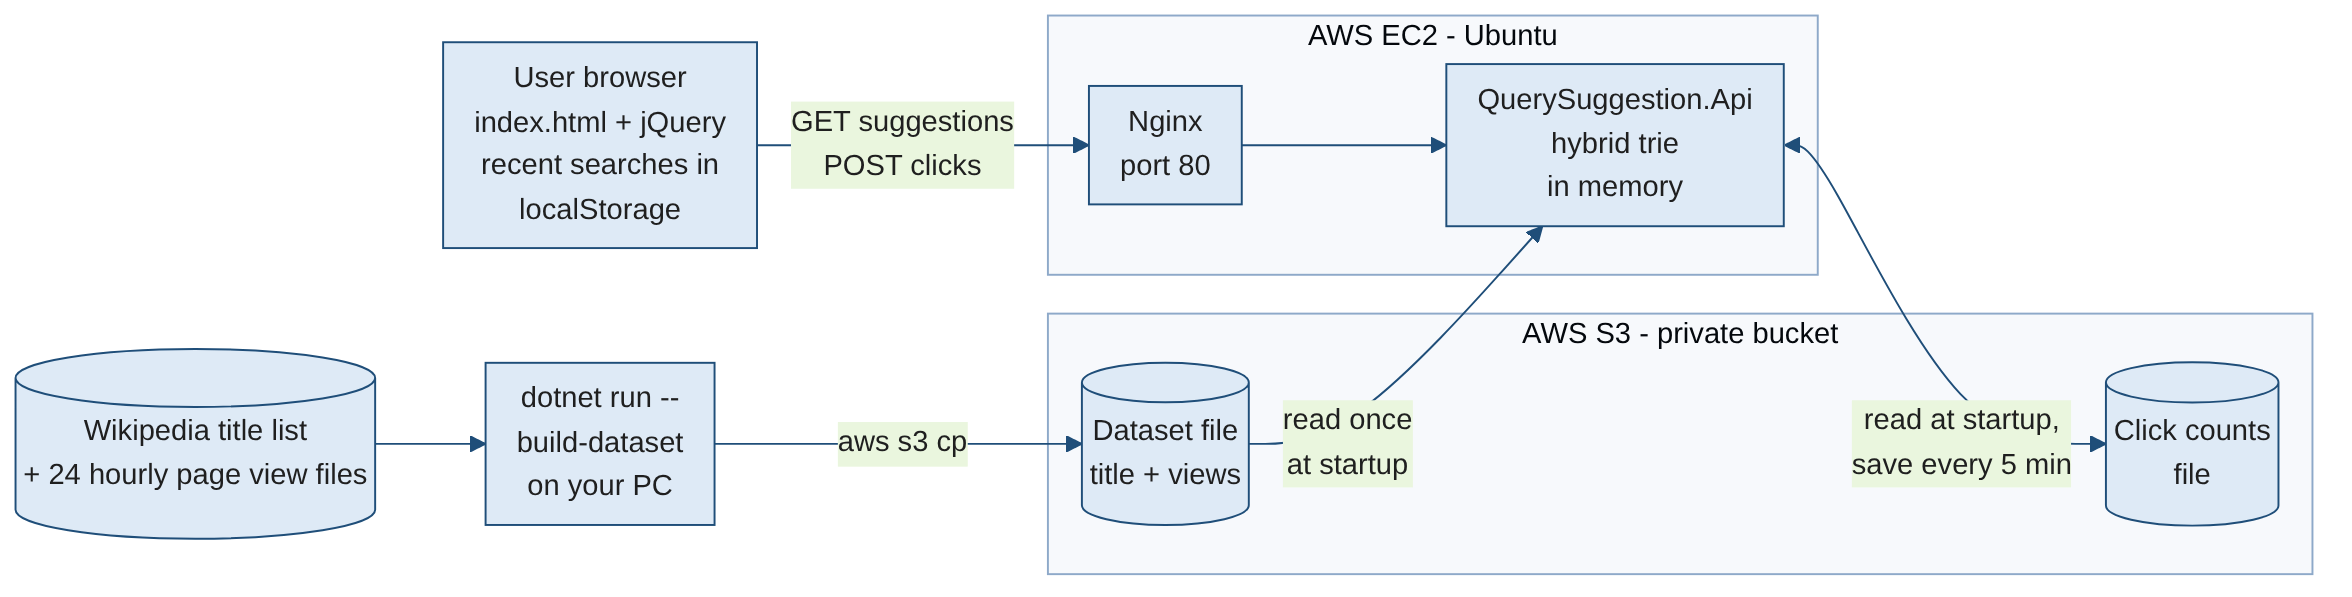 AWS EC2 - Ubuntu
User browser
index.html + jQuery
recent searches in
localStorage
GET suggestions
POST clicks
Nginx
port 80
QuerySuggestion.Api
hybrid trie
in memory
AWS S3 - private bucket
Wikipedia title list
+ 24 hourly page view files
dotnet run --
build-dataset
on your PC
aws s3 cp
Dataset file
title + views
read once
at startup
read at startup,
save every 5 min
Click counts
file